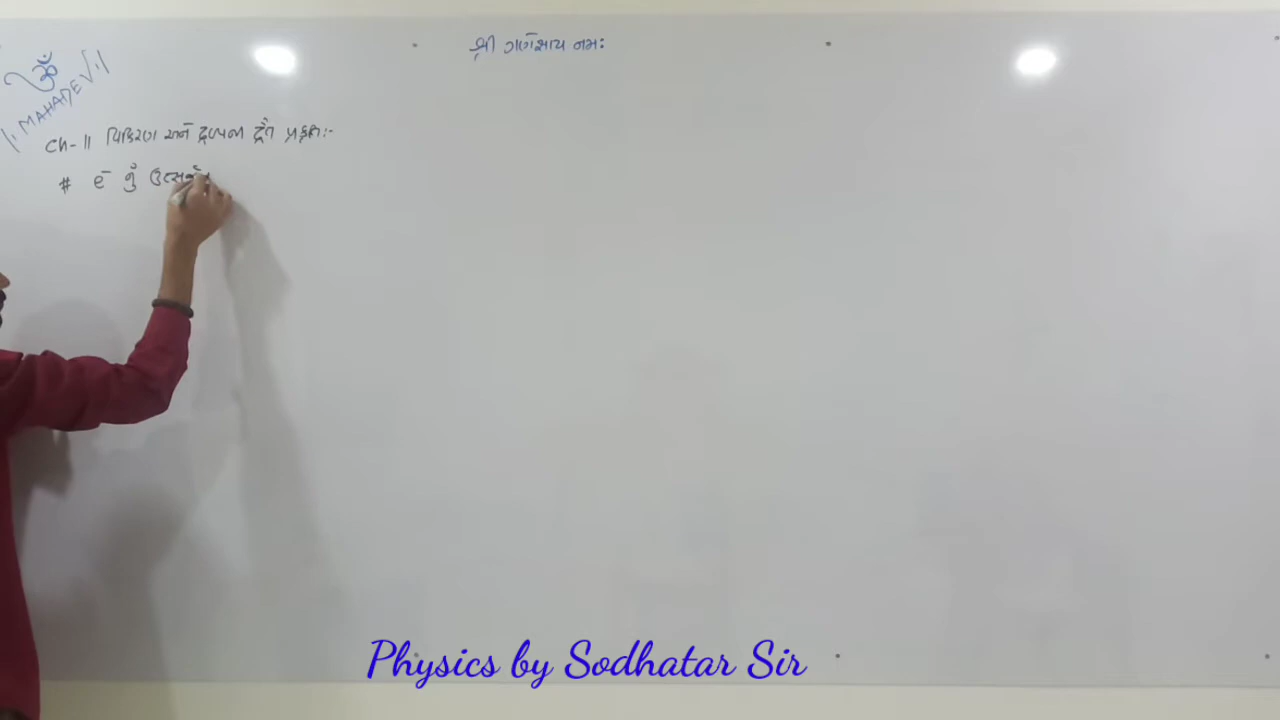 શ્રી ગણેશાય નમઃ
ૐ
|. MAHADEV.|
Ch-11 વિકિરણ અને દ્રવ્યની દ્વૈત પ્રકૃતિ:-
# e⁻ નું ઉત્સર્જન
Physics by Sodhatar Sir